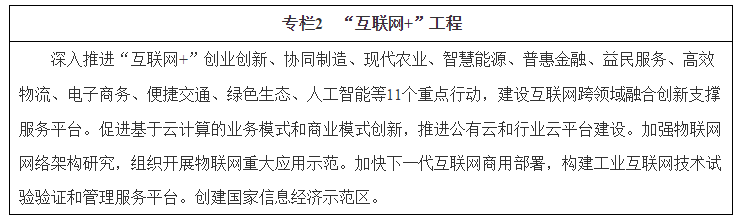 专栏2 “互联网+”工程
深入推进“互联网+”创业创新、协同制造、现代农业、智慧能源、普惠金融、益民服务、高效
物流、电子商务、便捷交通、绿色生态、人工智能等11个重点行动，建设互联网跨领域融合创新支撑
服务平台。促进基于云计算的业务模式和商业模式创新，推进公有云和行业云平台建设。加强物联网
网络架构研究，组织开展物联网重大应用示范。加快下一代互联网商用部署，构建工业互联网技术试
验验证和管理服务平台。创建国家信息经济示范区。